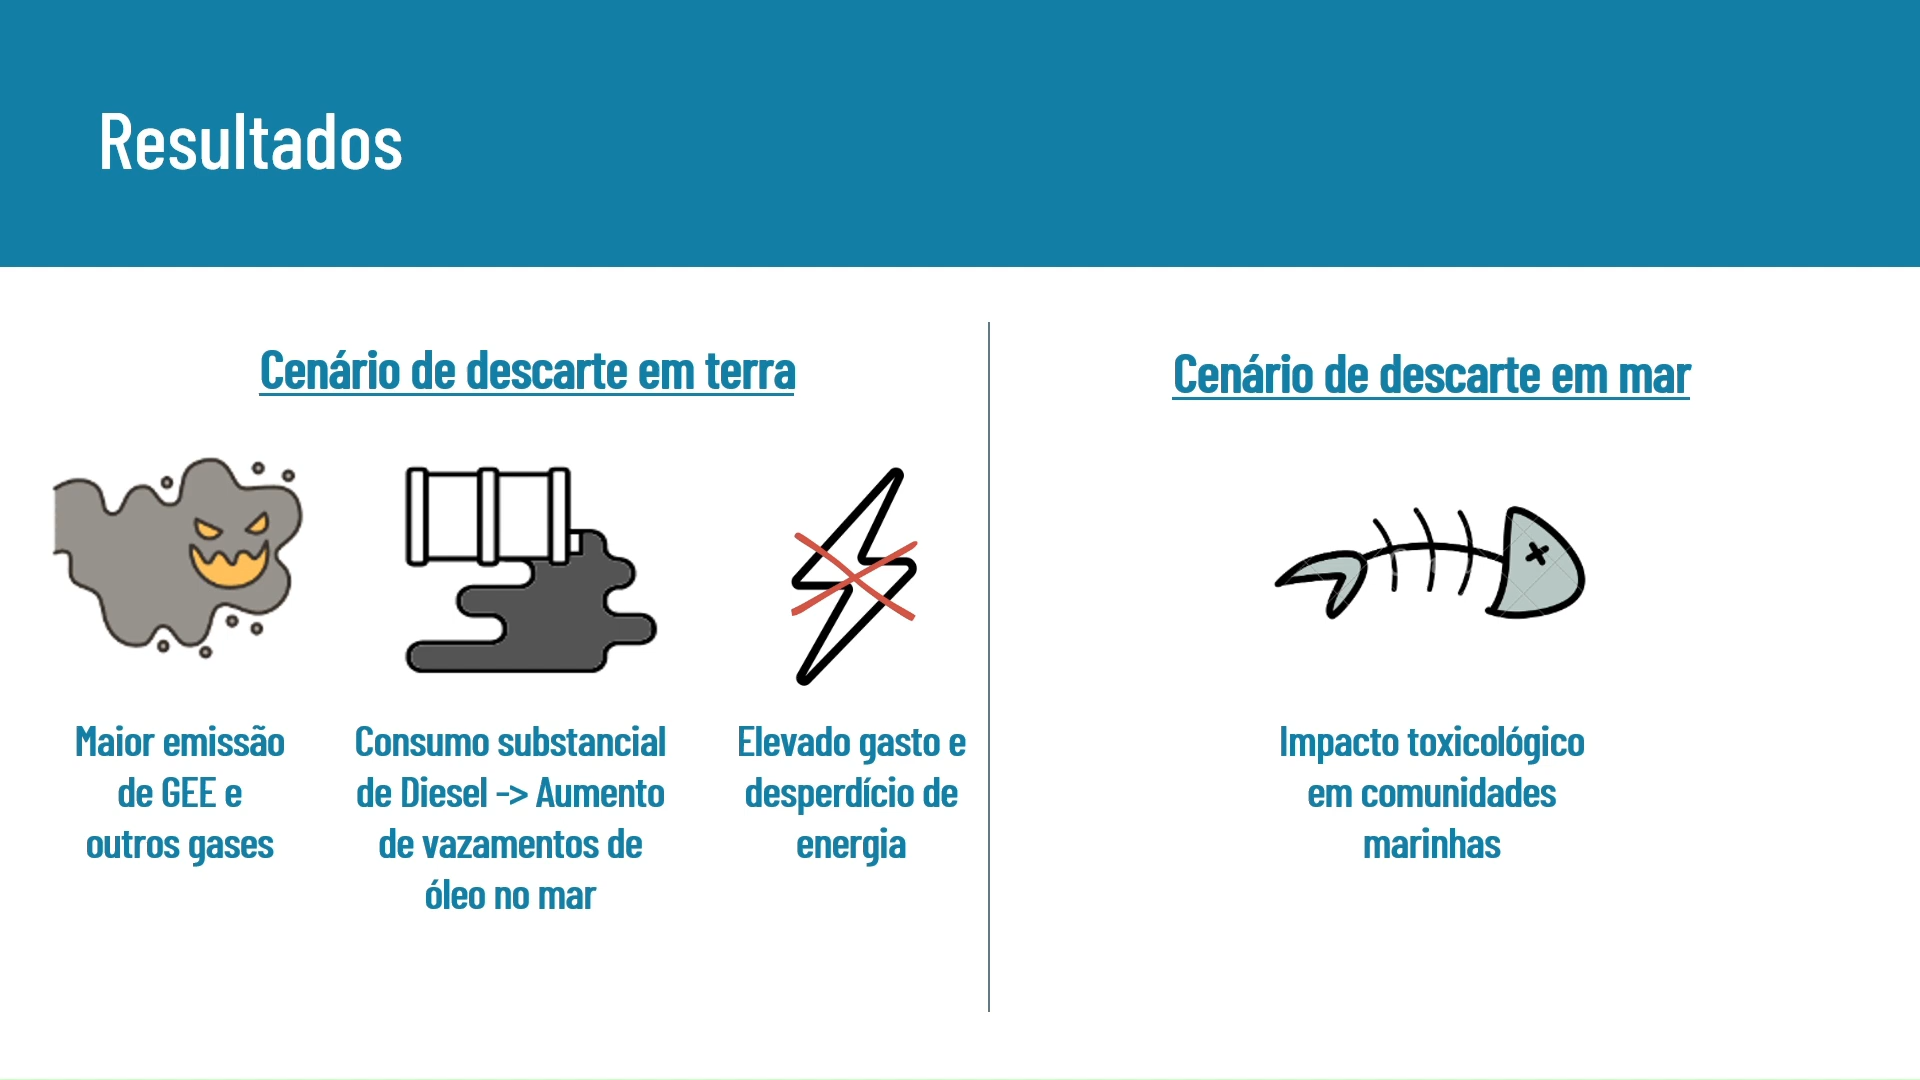 Resultados
Cenário de descarte em terra
Maior emissão
de GEE e
outros gases
Consumo substancial
de Diesel -> Aumento
de vazamentos de
óleo no mar
Elevado gasto e
desperdício de
energia
Cenário de descarte em mar
Impacto toxicológico
em comunidades
marinhas